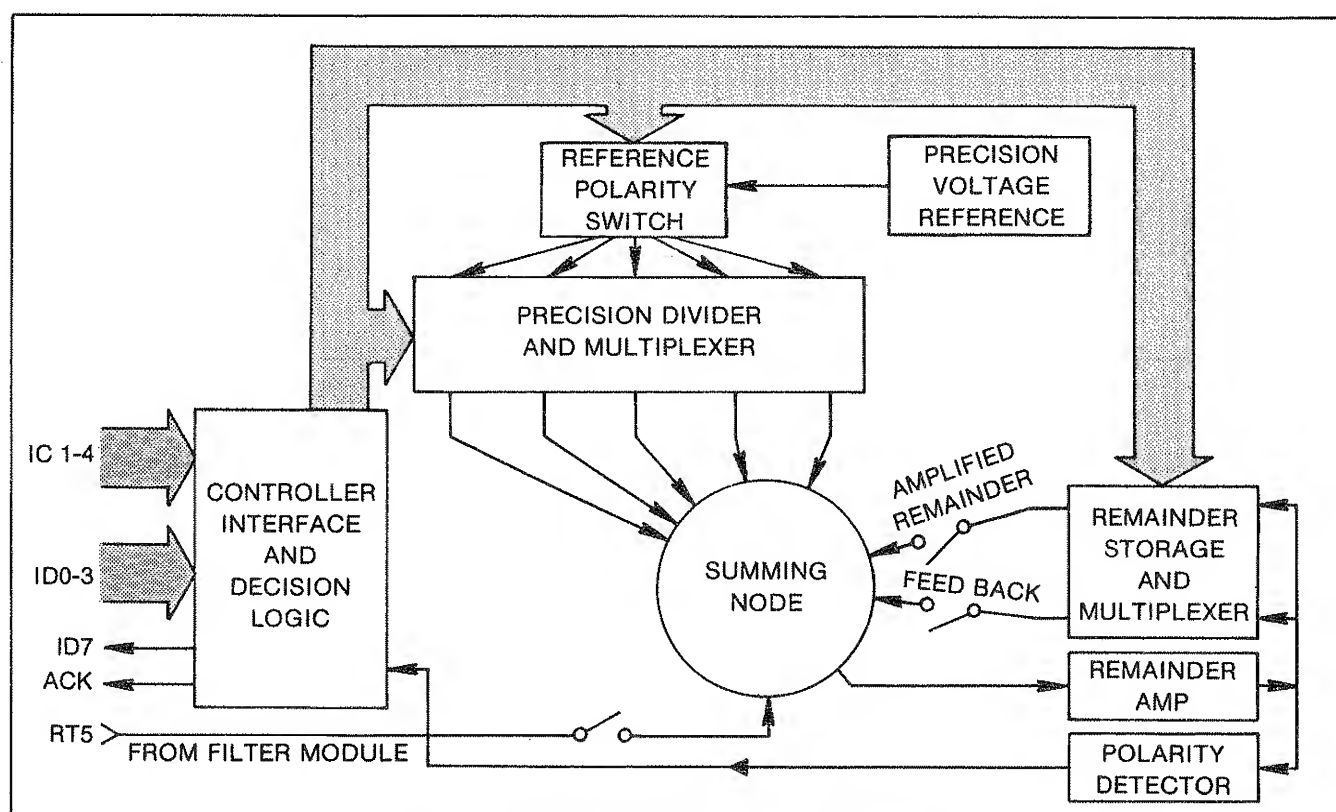 REFERENCE
POLARITY
SWITCH
PRECISION
VOLTAGE
REFERENCE
PRECISION DIVIDER
AND MULTIPLEXER
IC 1-4
ID0-3
ID7
ACK
RT5
CONTROLLER
INTERFACE
AND
DECISION
LOGIC
FROM FILTER MODULE
SUMMING
NODE
AMPLIFIED
REMAINDER
FEED BACK
REMAINDER
STORAGE
AND
MULTIPLEXER
REMAINDER
AMP
POLARITY
DETECTOR